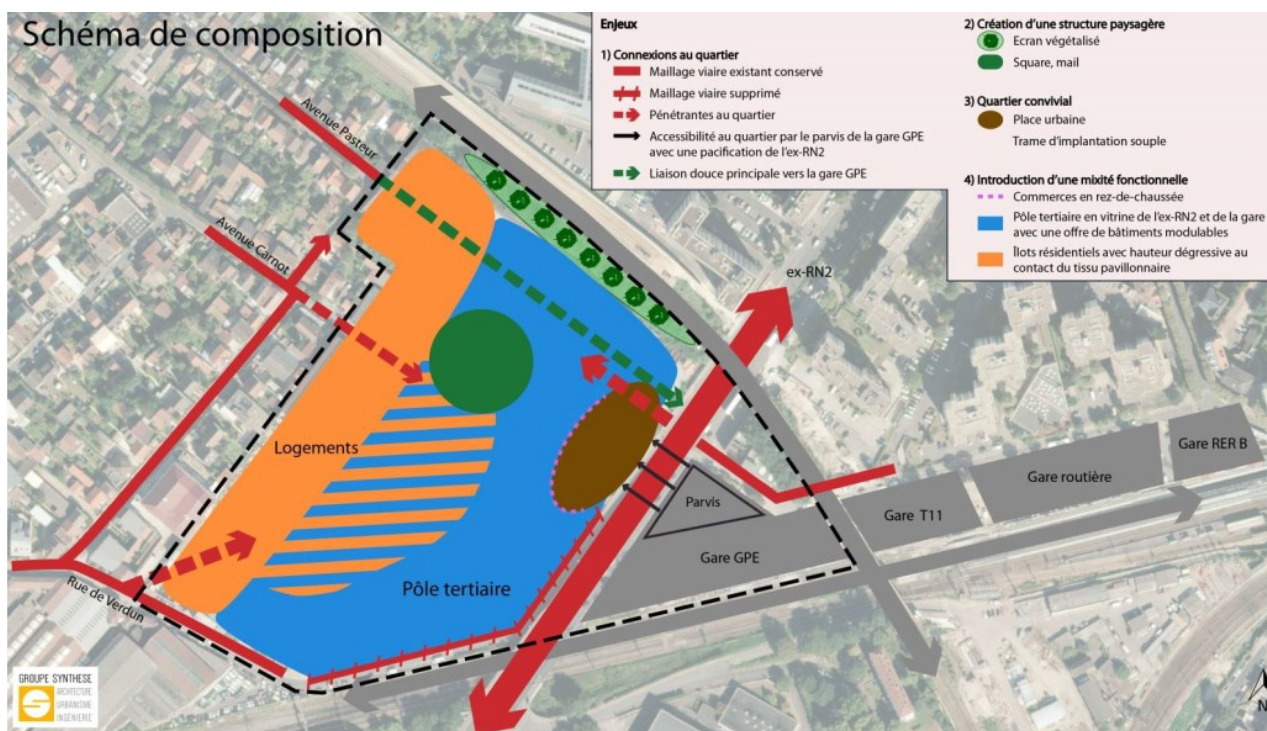 Schéma de composition
Enjeux
1) Connexions au quartier
Maillage viaire existant conservé
Maillage viaire supprimé
Pénétrantes au quartier
Accessibilité au quartier par le parvis de la gare GPE
avec une pacification de l'ex-RN2
Liaison douce principale vers la gare GPE
2) Création d'une structure paysagère
Ecran végétalisé
Square, mail
3) Quartier convivial
Place urbaine
Trame d'implantation souple
4) Introduction d'une mixité fonctionnelle
Commerces en rez-de-chaussée
Pôle tertiaire en vitrine de l'ex-RN2 et de la gare
avec une offre de bâtiments modulables
Îlots résidentiels avec hauteur dégressive au
contact du tissu pavillonnaire
Avenue Pasteur
Avenue Carnot
ex-RN2
Logements
Gare RER B
Gare routière
Parvis
Gare T11
Gare GPE
Pôle tertiaire
Rue de Verdun
GROUPE SYNTHESE
ARCHITECTURE
URBANISME
INGÉNIERIE
S
N